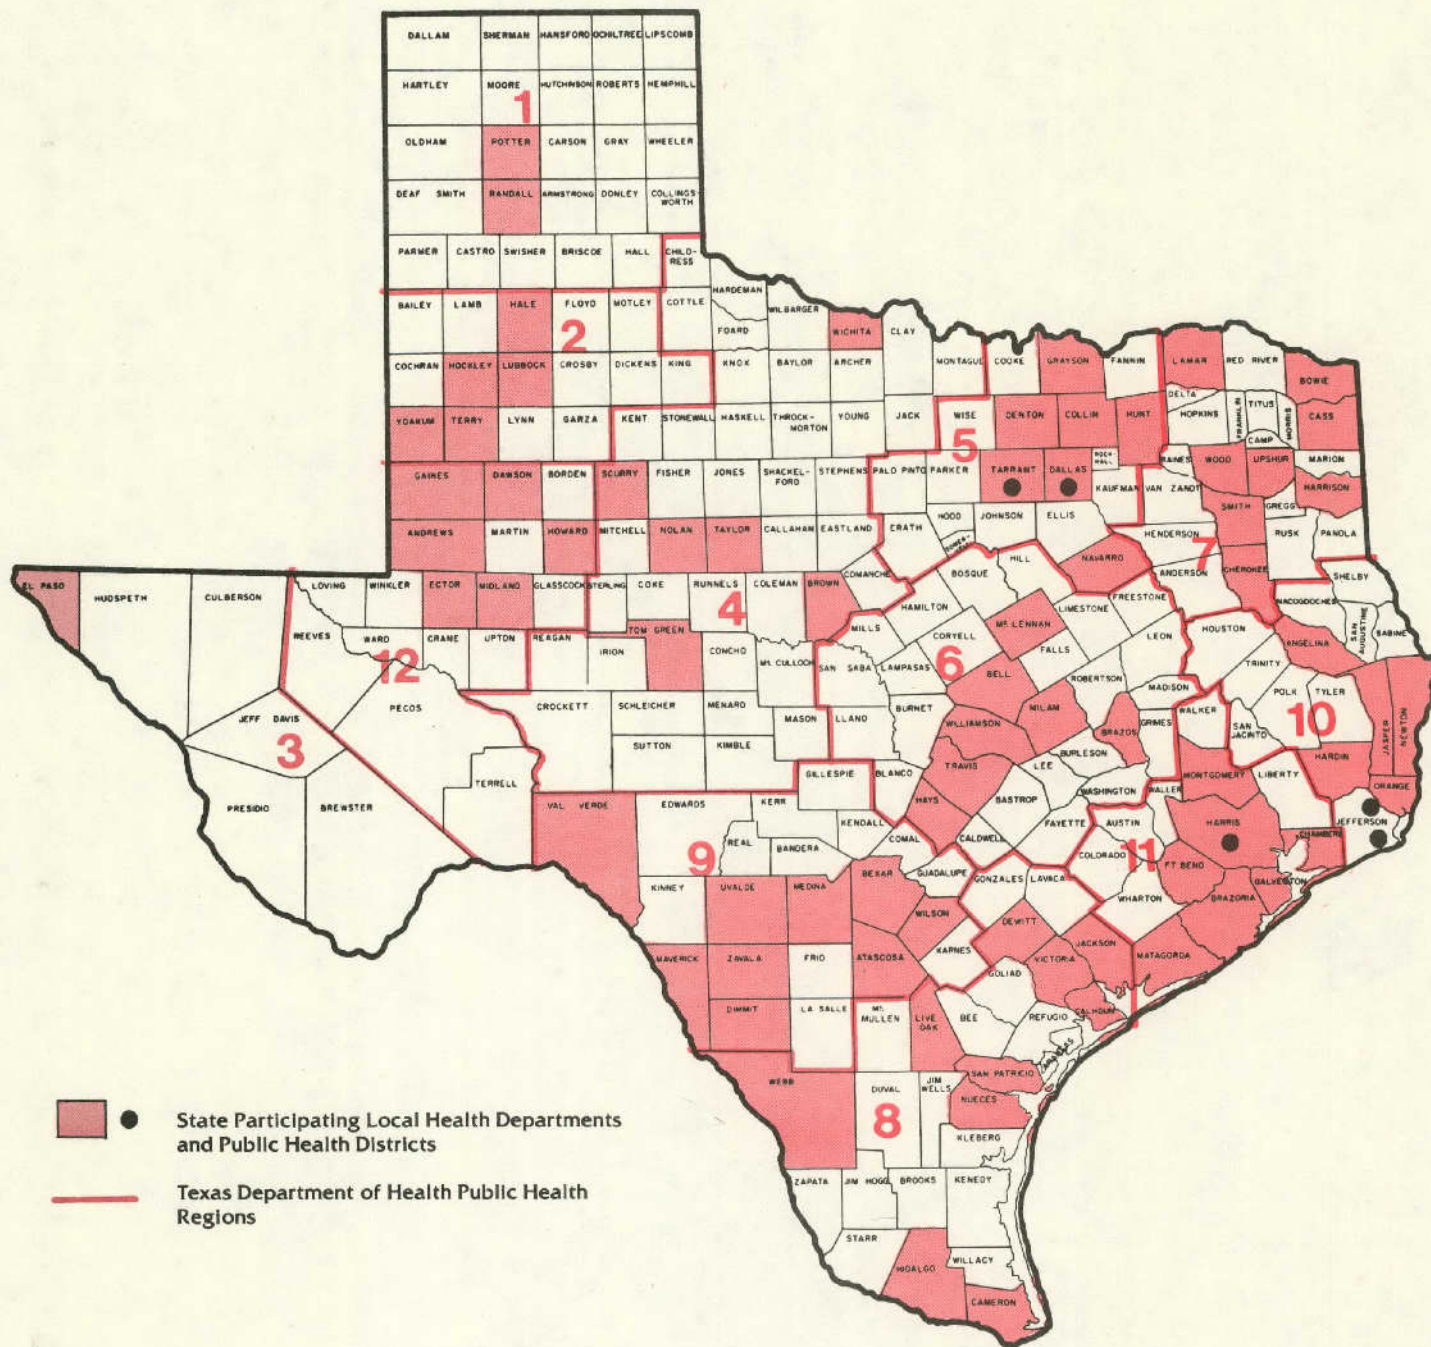 DALLAM SHERMAN HANSFORD OCHILTREE LIPSCOMB
HARTLEY MOORE HUTCHINSON ROBERTS HEMPHILL
1
OLDHAM POTTER CARSON GRAY WHEELER
DEAF SMITH RANDALL ARMSTRONG DONLEY COLLINGS-
WORTH
PARMER CASTRO SWISHER BRISCOE HALL CHILD-
RESS
HARDEMAN
BAILEY LAMB HALE FLOYD MOTLEY COTTLE
WILBARGER
2
FOARD WICHITA CLAY
COCHRAN HOCKLEY LUBBOCK CROSBY DICKENS KING KNOX BAYLOR ARCHER MONTAGUE COOKE GRAYSON FANNIN LAMAR RED RIVER
BOWIE
DELTA
YOAKUM TERRY LYNN GARZA KENT STONEWALL HASKELL THROCK-
MORTON YOUNG JACK WISE DENTON COLLIN HUNT HOPKINS FRANKLIN TITUS MORRIS CASS
CAMP
5
ROCK-
WALL
GAINES DAWSON BORDEN SCURRY FISHER JONES SHACKEL-
FORD STEPHENS PALO PINTO PARKER TARRANT DALLAS RAINES WOOD UPSHUR MARION
KAUFMAN VAN ZANDT HARRISON
ANDREWS MARTIN HOWARD MITCHELL NOLAN TAYLOR CALLAHAN EASTLAND ERATH HOOD JOHNSON ELLIS SMITH GREGG
HENDERSON RUSK PANOLA
7
EL PASO HUDSPETH CULBERSON LOVING WINKLER ECTOR MIDLAND GLASSCOCK STERLING COKE RUNNELS COLEMAN BROWN COMANCHE BOSQUE HILL NAVARRO ANDERSON CHEROKEE SHELBY
4
REEVES WARD CRANE UPTON REAGAN TOM GREEN IRION CONCHO MILLS HAMILTON LIMESTONE FREESTONE NACOGDOCHES
SAN AUGUSTINE SABINE
12
MC CULLOCH SAN SABA LAMPASAS CORYELL MC LENNAN FALLS LEON HOUSTON ANGELINA
6
BELL ROBERTSON TRINITY
JEFF DAVIS PECOS CROCKETT SCHLEICHER MENARD MASON LLANO BURNET MILAM MADISON POLK TYLER
3
SUTTON KIMBLE WILLIAMSON BRAZOS GRIMES WALKER SAN
JACINTO 10 JASPER NEWTON
TERRELL GILLESPIE BLANCO TRAVIS LEE BURLESON HARDIN
PRESIDIO BREWSTER VAL VERDE EDWARDS KERR HAYS BASTROP WASHINGTON WALLER MONTGOMERY LIBERTY ORANGE
KENDALL COMAL CALDWELL FAYETTE AUSTIN HARRIS JEFFERSON
REAL BANDERA CHAMBERS
9 11
KINNEY UVALDE MEDINA BEXAR GUADALUPE GONZALES LAVACA COLORADO FT BEND GALVESTON
WHARTON BRAZORIA
WILSON DEWITT
MAVERICK ZAVALA FRIO ATASCOSA KARNES VICTORIA JACKSON MATAGORDA
GOLIAD
DIMMIT LA SALLE MC
MULLEN LIVE
OAK BEE REFUGIO CALHOUN
ARANSAS
SAN PATRICIO
WEBB DUVAL JIM
WELLS NUECES
8
KLEBERG
ZAPATA JIM HOGG BROOKS KENEDY
STARR WILLACY
HIDALGO
CAMERON
State Participating Local Health Departments
and Public Health Districts
Texas Department of Health Public Health
Regions